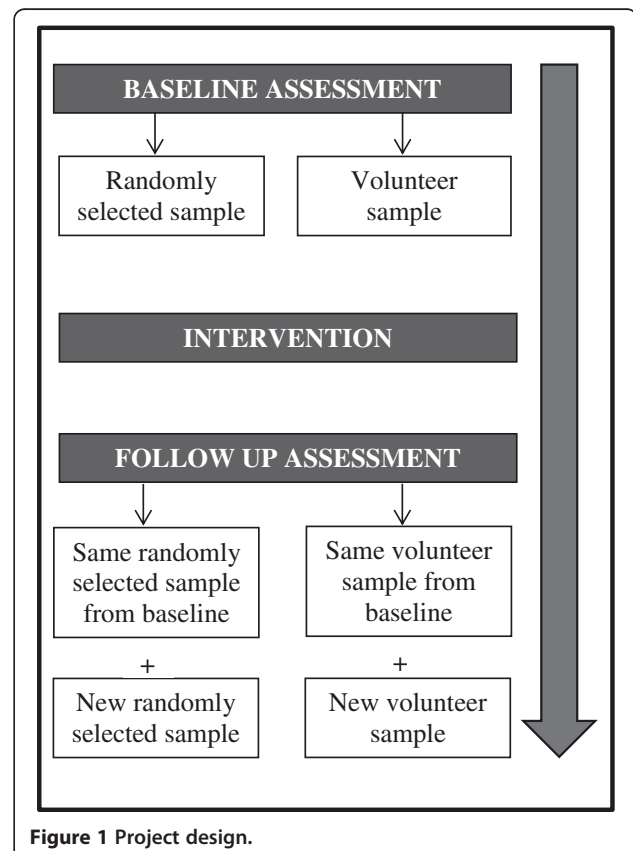 BASELINE ASSESSMENT
Randomly
selected sample
Volunteer
sample
INTERVENTION
FOLLOW UP ASSESSMENT
Same randomly
selected sample
from baseline
Same volunteer
sample from
baseline
+
+
New randomly
selected sample
New volunteer
sample
Figure 1 Project design.